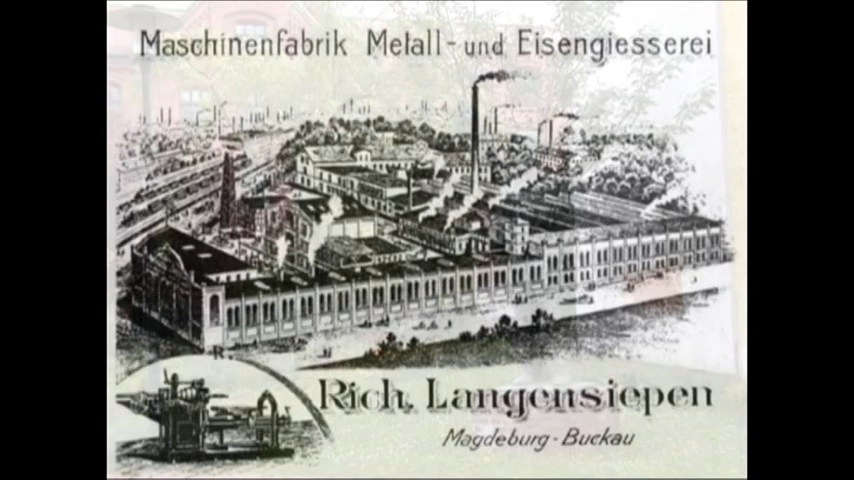 Maschinenfabrik Metall- und Eisengiesserei
Rich. Langensiepen
Magdeburg-Buckau